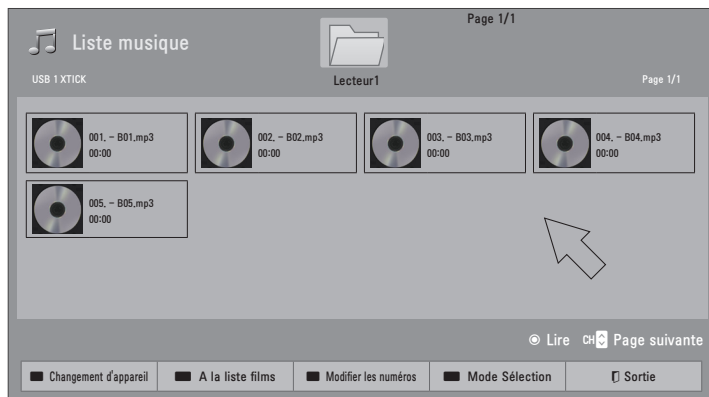 Page 1/1
Liste musique
Lecteur1
USB 1 XTICK
Page 1/1
001. - B01.mp3
00:00
002. - B02.mp3
00:00
003. - B03.mp3
00:00
004. - B04.mp3
00:00
005. - B05.mp3
00:00
Lire CH Page suivante
Changement d'appareil A la liste films Modifier les numéros Mode Sélection Sortie